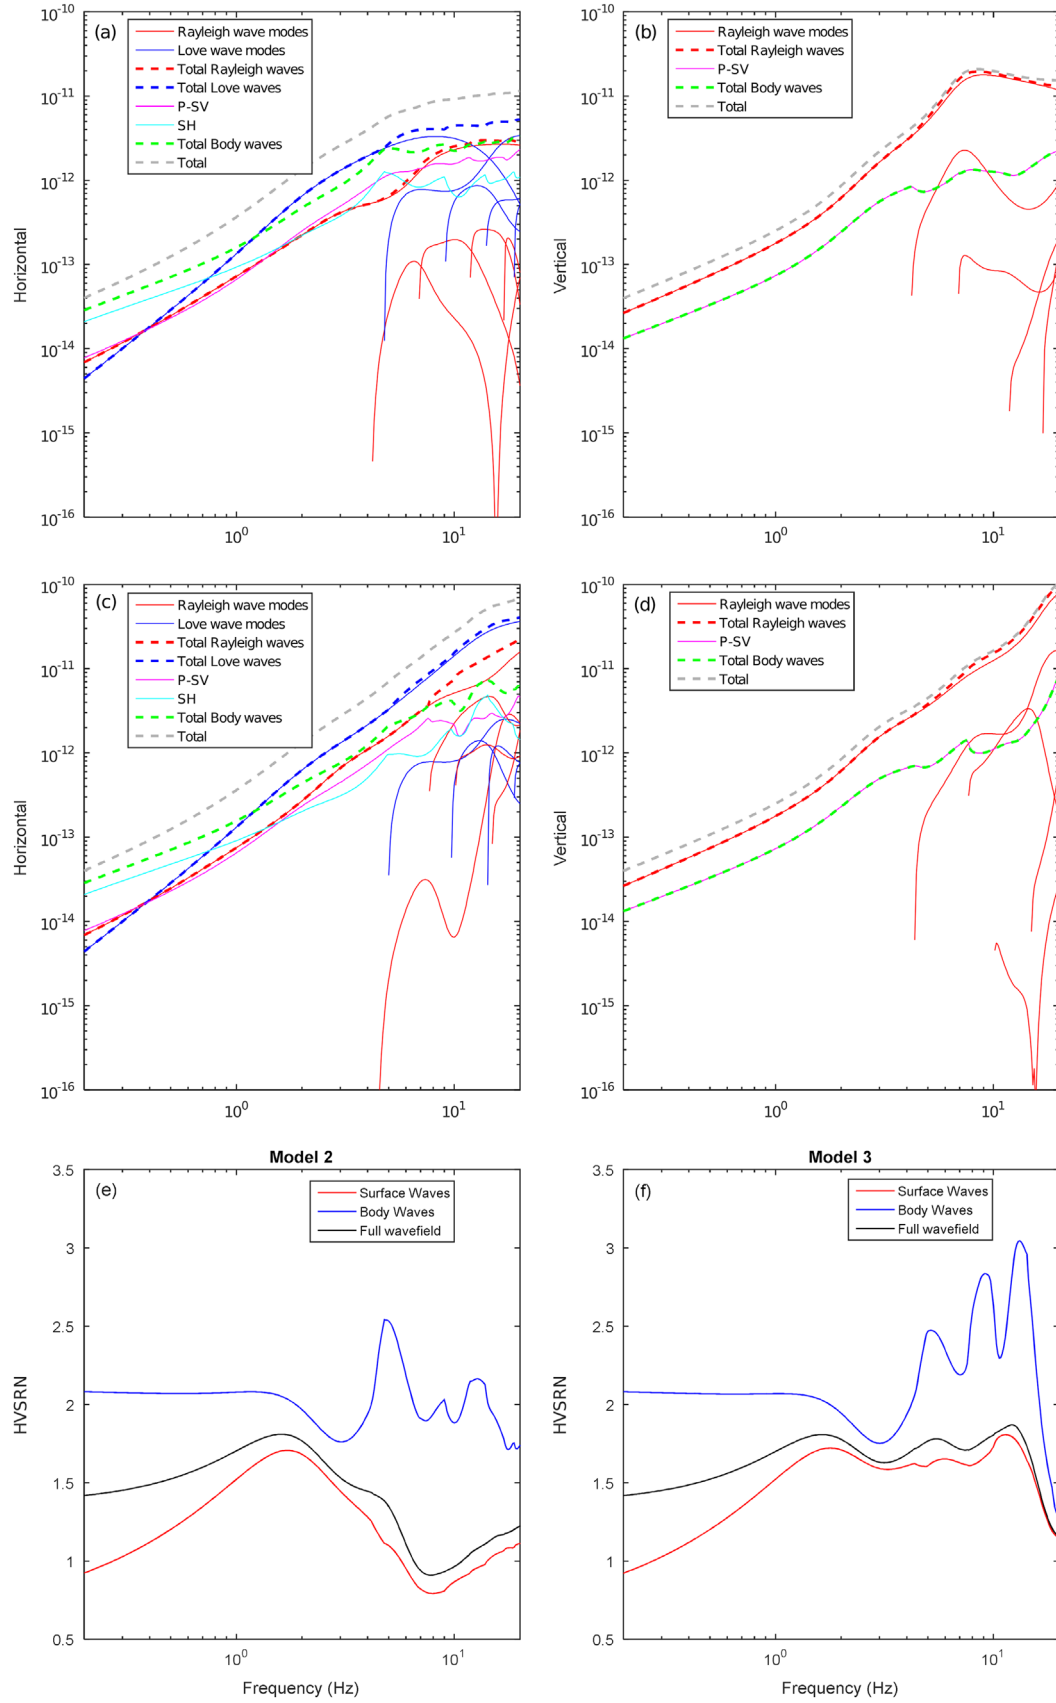 (a)
Rayleigh wave modes
Love wave modes
Total Rayleigh waves
Total Love waves
P-SV
SH
Total Body waves
Total
10^-10
10^-11
10^-12
10^-13
10^-14
10^-15
10^-16
Horizontal
10^0
10^1
(b)
Rayleigh wave modes
Total Rayleigh waves
P-SV
Total Body waves
Total
10^-10
10^-11
10^-12
10^-13
10^-14
10^-15
10^-16
Vertical
10^0
10^1
(c)
Rayleigh wave modes
Love wave modes
Total Rayleigh waves
Total Love waves
P-SV
SH
Total Body waves
Total
10^-10
10^-11
10^-12
10^-13
10^-14
10^-15
10^-16
Horizontal
10^0
10^1
(d)
Rayleigh wave modes
Total Rayleigh waves
P-SV
Total Body waves
Total
10^-10
10^-11
10^-12
10^-13
10^-14
10^-15
10^-16
Vertical
10^0
10^1
Model 2
(e)
Surface Waves
Body Waves
Full wavefield
3.5
3
2.5
2
1.5
1
0.5
HVSRN
10^0
10^1
Frequency (Hz)
Model 3
(f)
Surface Waves
Body Waves
Full wavefield
3.5
3
2.5
2
1.5
1
0.5
HVSRN
10^0
10^1
Frequency (Hz)